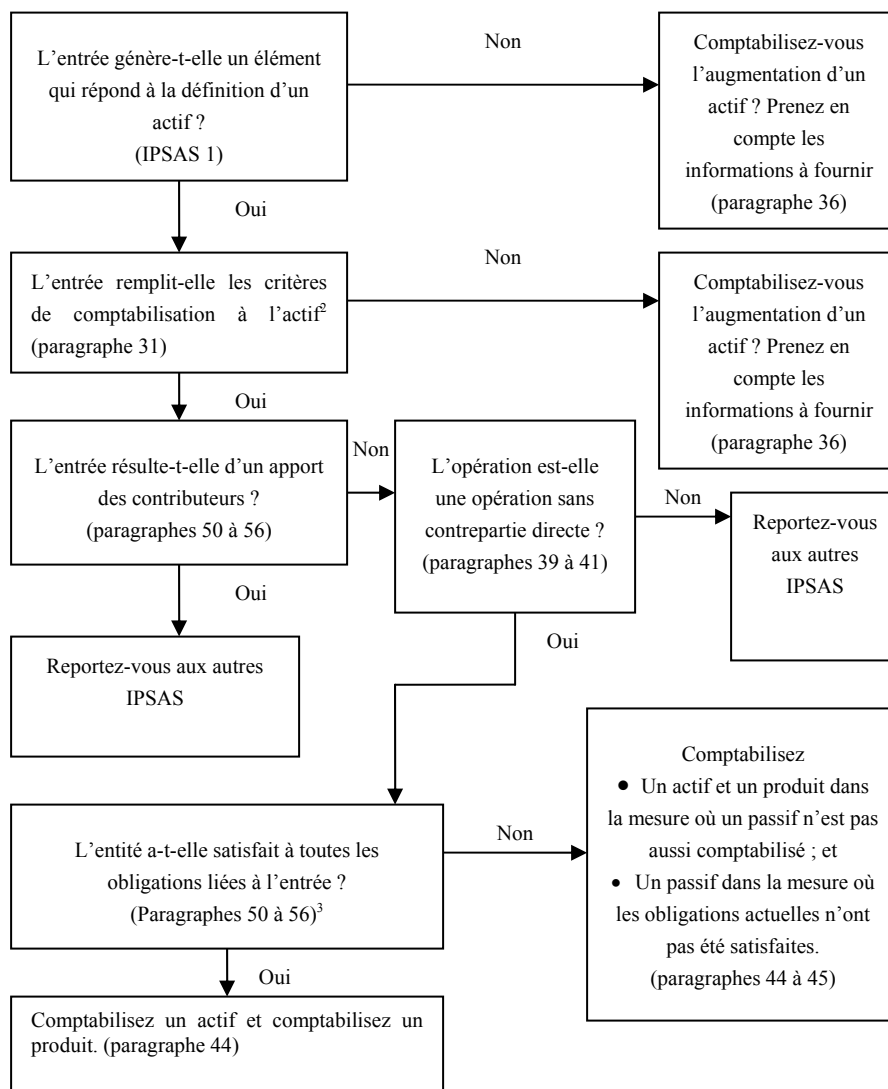 L'entrée génère-t-elle un élément
qui répond à la définition d'un
actif ?
(IPSAS 1)
Non
Comptabilisez-vous
l'augmentation d'un
actif ? Prenez en
compte les
informations à fournir
(paragraphe 36)
Oui
L'entrée remplit-elle les critères
de comptabilisation à l'actif²
(paragraphe 31)
Non
Comptabilisez-vous
l'augmentation d'un
actif ? Prenez en
compte les
informations à fournir
(paragraphe 36)
Oui
L'entrée résulte-t-elle d'un apport
des contributeurs ?
(paragraphes 50 à 56)
Non
L'opération est-elle
une opération sans
contrepartie directe ?
(paragraphes 39 à 41)
Non
Reportez-vous
aux autres
IPSAS
Oui
Reportez-vous aux autres
IPSAS
Oui
L'entité a-t-elle satisfait à toutes les
obligations liées à l'entrée ?
(Paragraphes 50 à 56)³
Non
Comptabilisez
• Un actif et un produit dans
la mesure où un passif n'est pas
aussi comptabilisé ; et
• Un passif dans la mesure où
les obligations actuelles n'ont
pas été satisfaites.
(paragraphes 44 à 45)
Oui
Comptabilisez un actif et comptabilisez un
produit. (paragraphe 44)